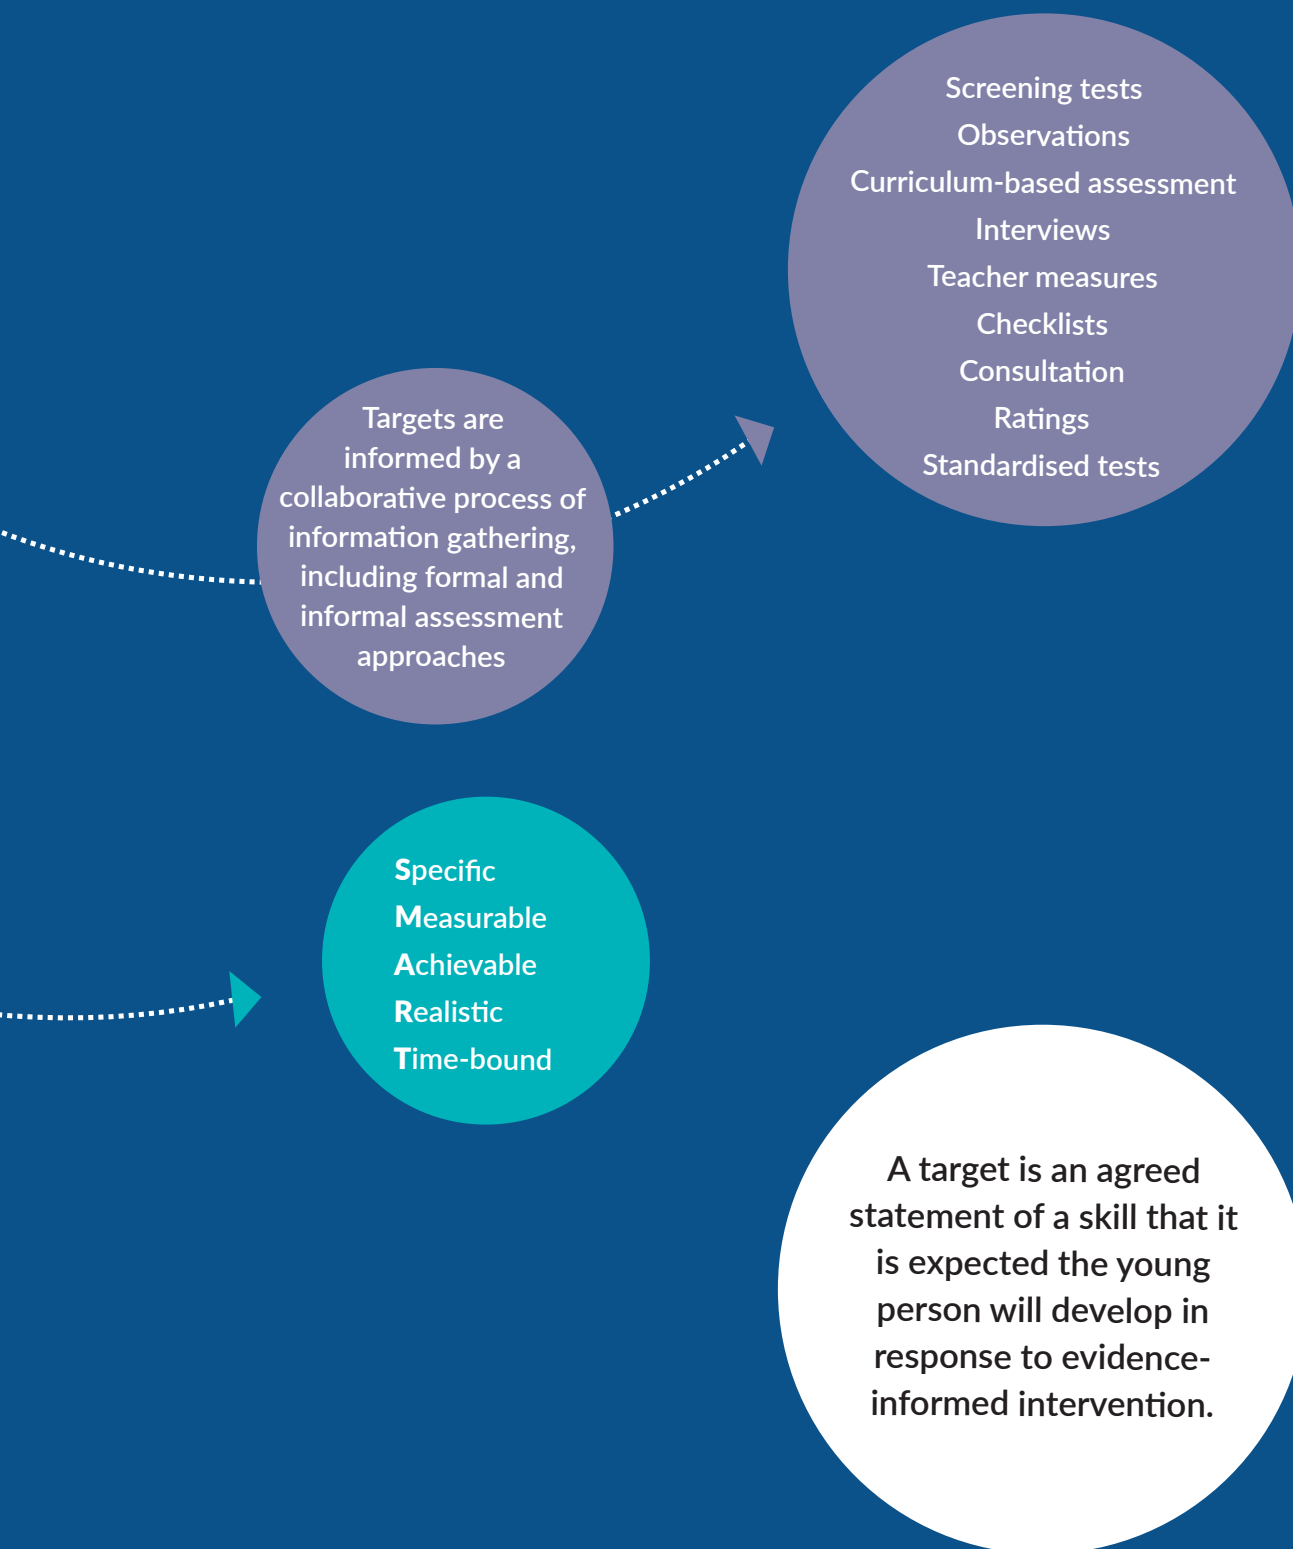 Screening tests
Observations
Curriculum-based assessment
Interviews
Teacher measures
Checklists
Consultation
Ratings
Standardised tests
Targets are
informed by a
collaborative process of
information gathering,
including formal and
informal assessment
approaches
Specific
Measurable
Achievable
Realistic
Time-bound
A target is an agreed
statement of a skill that it
is expected the young
person will develop in
response to evidence-
informed intervention.